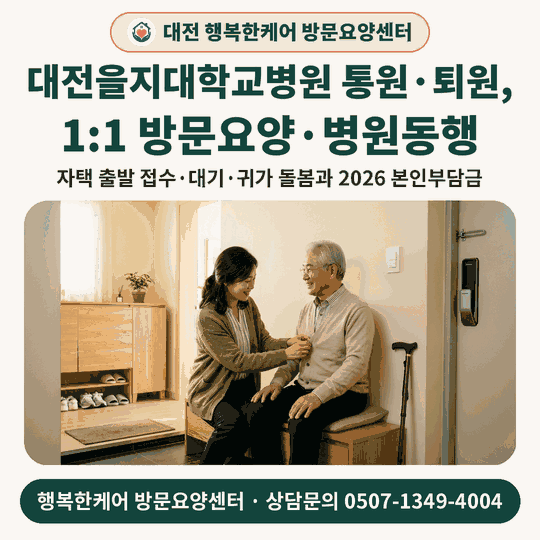 대전 행복한케어 방문요양센터
대전을지대학교병원 통원·퇴원,
1:1 방문요양·병원동행
자택 출발 접수·대기·귀가 돌봄과 2026 본인부담금
행복한케어 방문요양센터 · 상담문의 0507-1349-4004